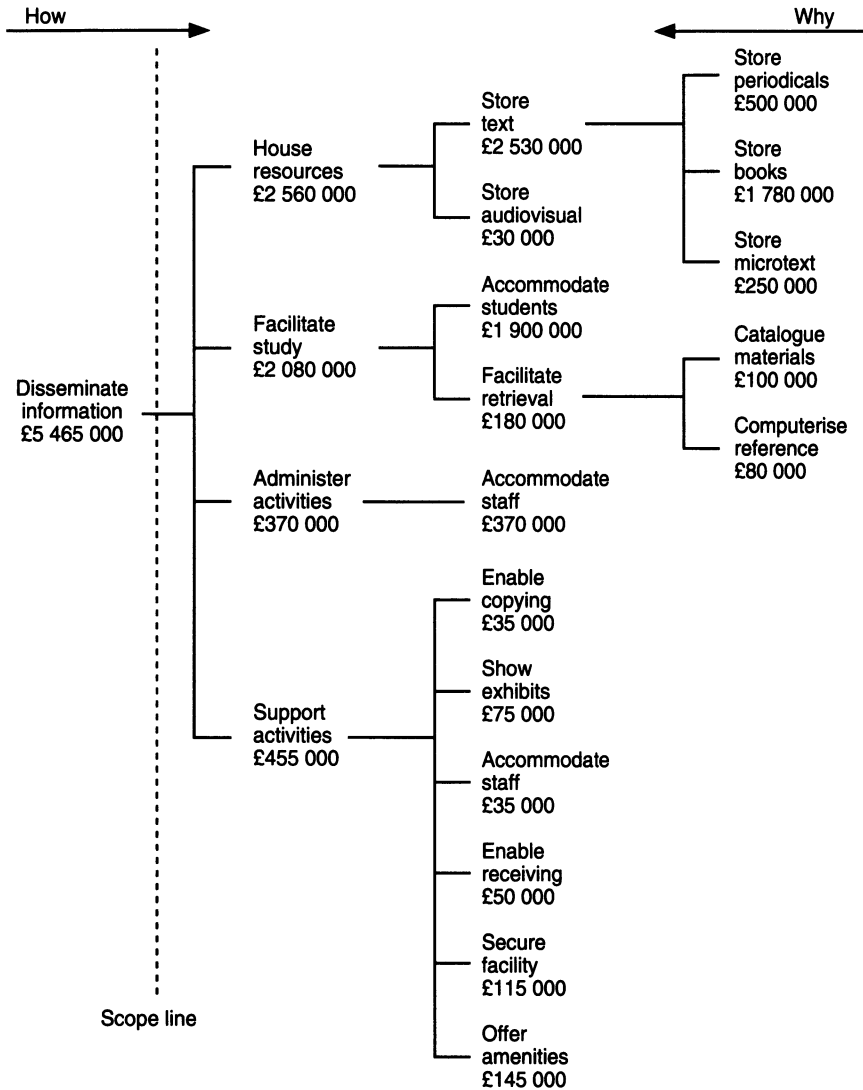 How
Why
Disseminate
information
£5 465 000
House
resources
£2 560 000
Store
text
£2 530 000
Store
periodicals
£500 000
Store
books
£1 780 000
Store
microtext
£250 000
Store
audiovisual
£30 000
Facilitate
study
£2 080 000
Accommodate
students
£1 900 000
Facilitate
retrieval
£180 000
Catalogue
materials
£100 000
Computerise
reference
£80 000
Administer
activities
£370 000
Accommodate
staff
£370 000
Support
activities
£455 000
Enable
copying
£35 000
Show
exhibits
£75 000
Accommodate
staff
£35 000
Enable
receiving
£50 000
Secure
facility
£115 000
Offer
amenities
£145 000
Scope line